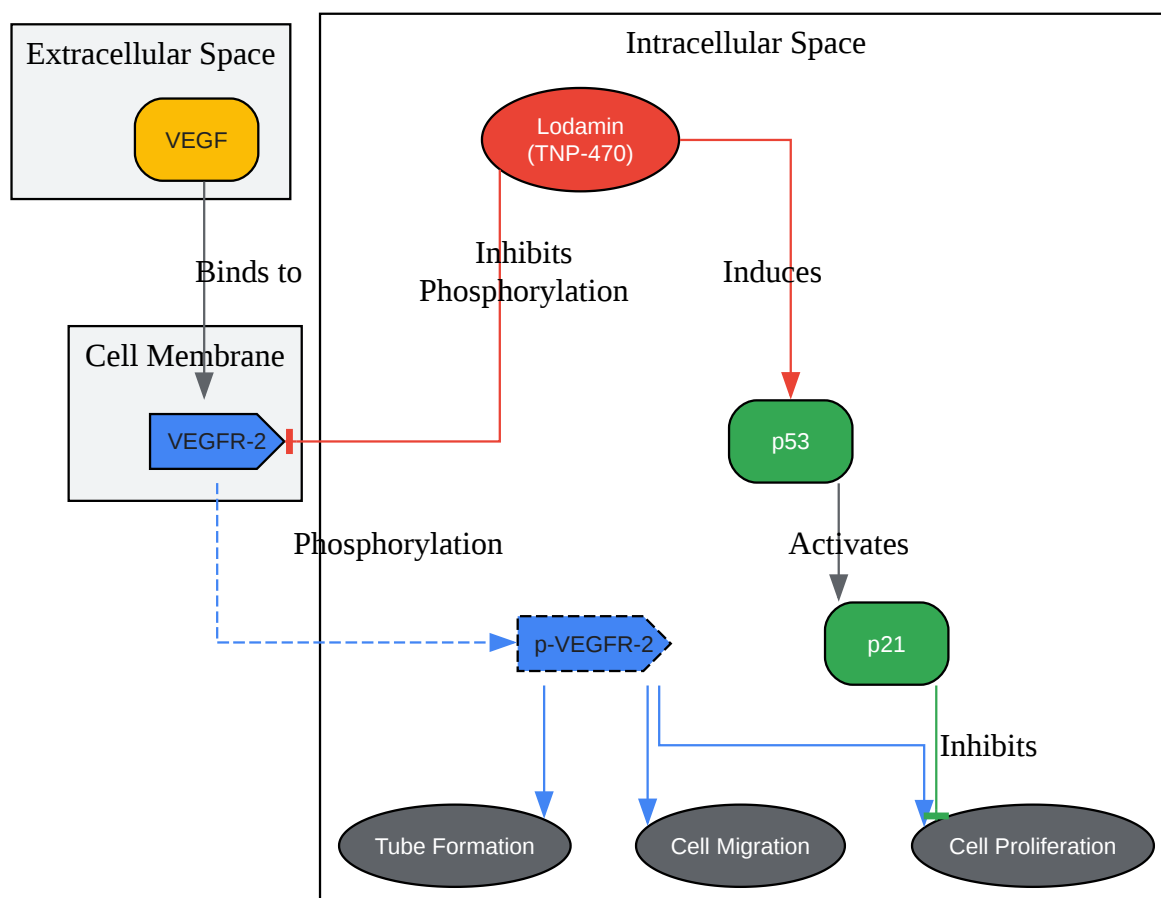 Intracellular Space
Extracellular Space
VEGF
Lodamin
(TNP-470)
Binds to
Inhibits
Phosphorylation
Induces
Cell Membrane
VEGFR-2
p53
Phosphorylation
Activates
p-VEGFR-2
p21
Inhibits
Tube Formation
Cell Migration
Cell Proliferation